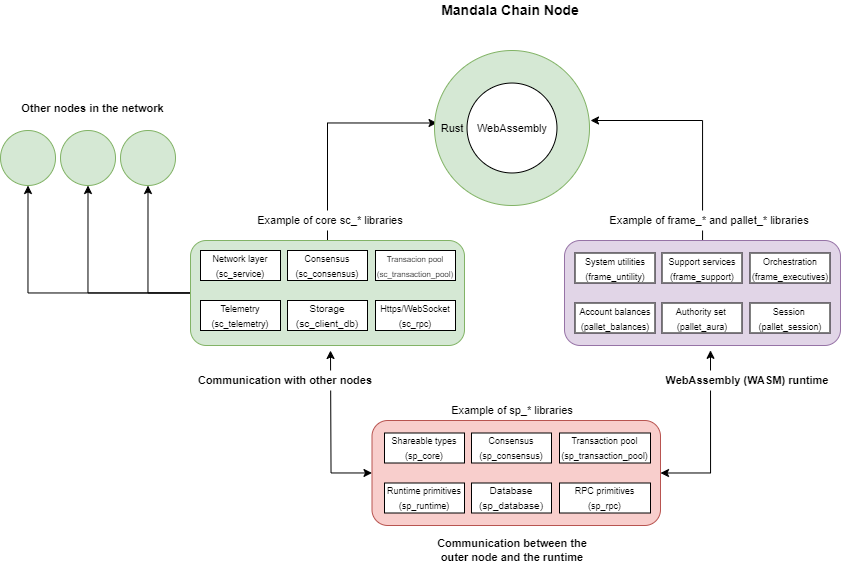 Mandala Chain Node
Other nodes in the network
Rust
WebAssembly
Example of core sc_* libraries
Example of frame_* and pallet_* libraries
Network layer
(sc_service)
Consensus
(sc_consensus)
Transacion pool
(sc_transaction_pool)
Telemetry
(sc_telemetry)
Storage
(sc_client_db)
Https/WebSocket
(sc_rpc)
System utilities
(frame_untility)
Support services
(frame_support)
Orchestration
(frame_executives)
Account balances
(pallet_balances)
Authority set
(pallet_aura)
Session
(pallet_session)
Communication with other nodes
WebAssembly (WASM) runtime
Example of sp_* libraries
Shareable types
(sp_core)
Consensus
(sp_consensus)
Transaction pool
(sp_transaction_pool)
Runtime primitives
(sp_runtime)
Database
(sp_database)
RPC primitives
(sp_rpc)
Communication between the
outer node and the runtime